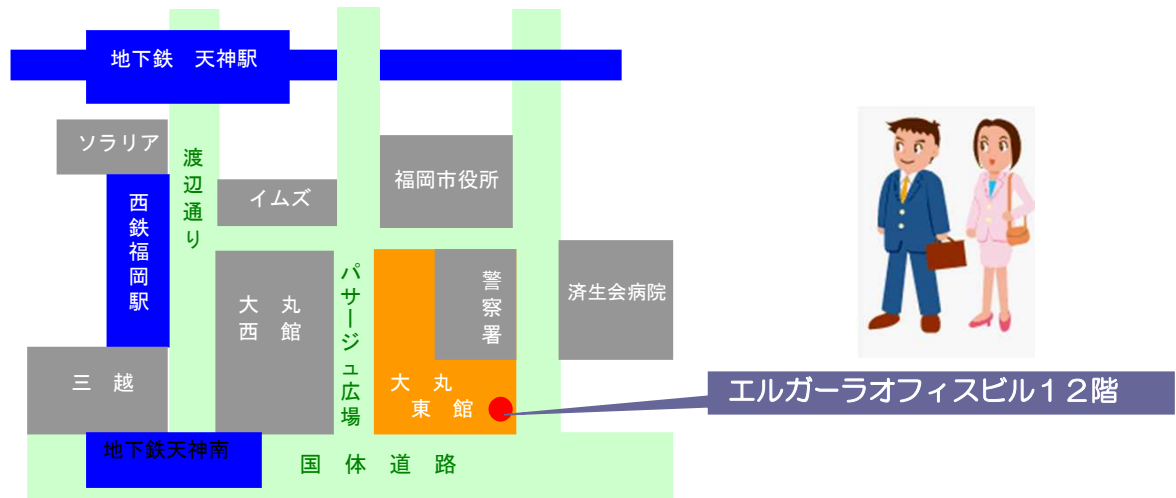 地下鉄　天神駅
ソラリア
渡辺通り
イムズ
福岡市役所
西鉄福岡駅
大　丸
西　館
パサージュ広場
警察署
済生会病院
三　越
大　丸
東　館
エルガーラオフィスビル１２階
地下鉄天神南
国　体　道　路